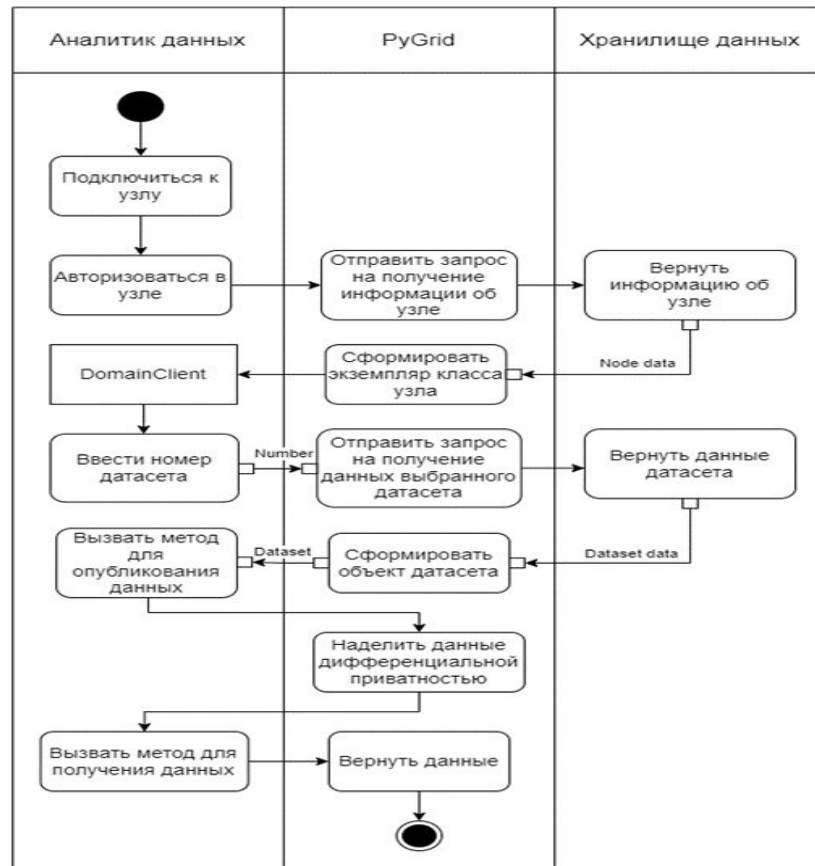 Аналитик данных
PyGrid
Хранилище данных
Подключиться к
узлу
Авторизоваться в
узле
Отправить запрос
на получение
информации об
узле
Вернуть
информацию об
узле
Node data
Сформировать
экземпляр класса
узла
DomainClient
Ввести номер
датасета
Number
Отправить запрос
на получение
данных выбранного
датасета
Вернуть данные
датасета
Dataset data
Сформировать
объект датасета
Dataset
Вызвать метод
для
опубликования
данных
Наделить данные
дифференциальной
приватностью
Вызвать метод для
получения данных
Вернуть данные